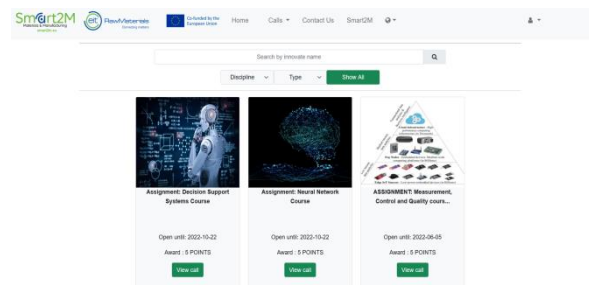 Smart2M
Materials & Manufacturing
eit RawMaterials
Co-funded by the
European Union
Home
Calls
Contact Us
Smart2M
Search by Innovate name
Discipline
Type
Show All
Assignment: Decision Support
Systems Course
Open until: 2022-10-22
Award : 5 POINTS
View call
Assignment: Neural Network
Course
Open until: 2022-10-22
Award : 5 POINTS
View call
ASSIGNMENT: Measurement,
Control and Quality cours...
Open until: 2022-06-05
Award : 5 POINTS
View call